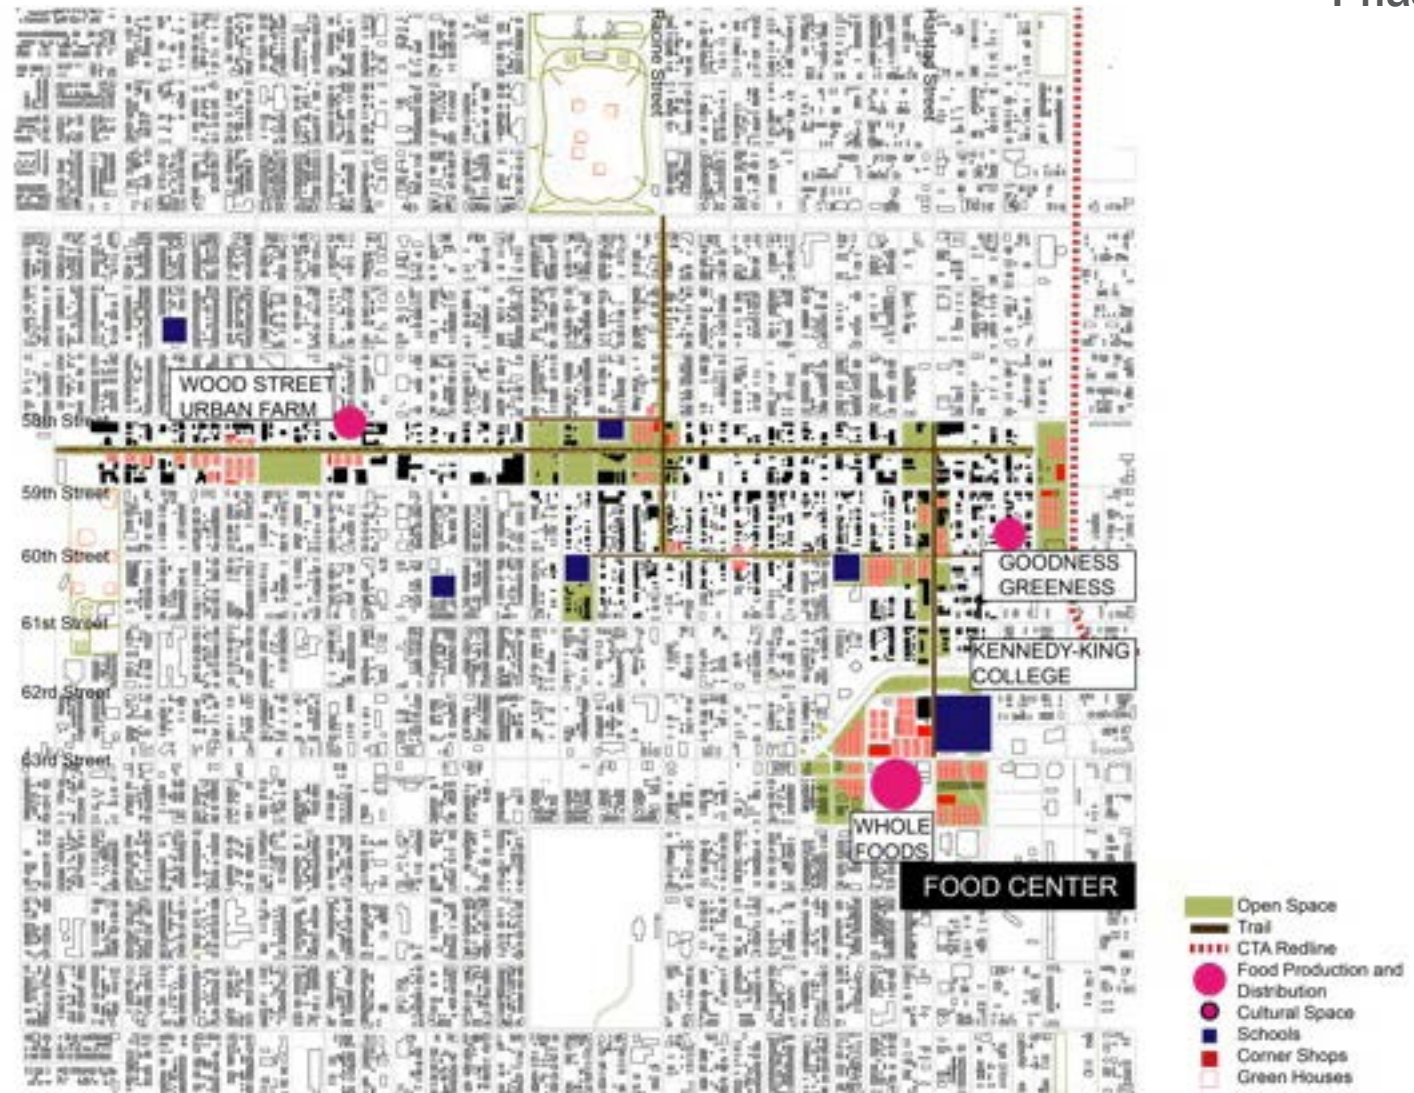 Racine Street
Halsted Street
WOOD STREET
URBAN FARM
58th Street
59th Street
60th Street
GOODNESS
GREENESS
61st Street
KENNEDY-KING
COLLEGE
62rd Street
63rd Street
WHOLE
FOODS
FOOD CENTER
Open Space
Trail
CTA Redline
Food Production and
Distribution
Cultural Space
Schools
Corner Shops
Green Houses